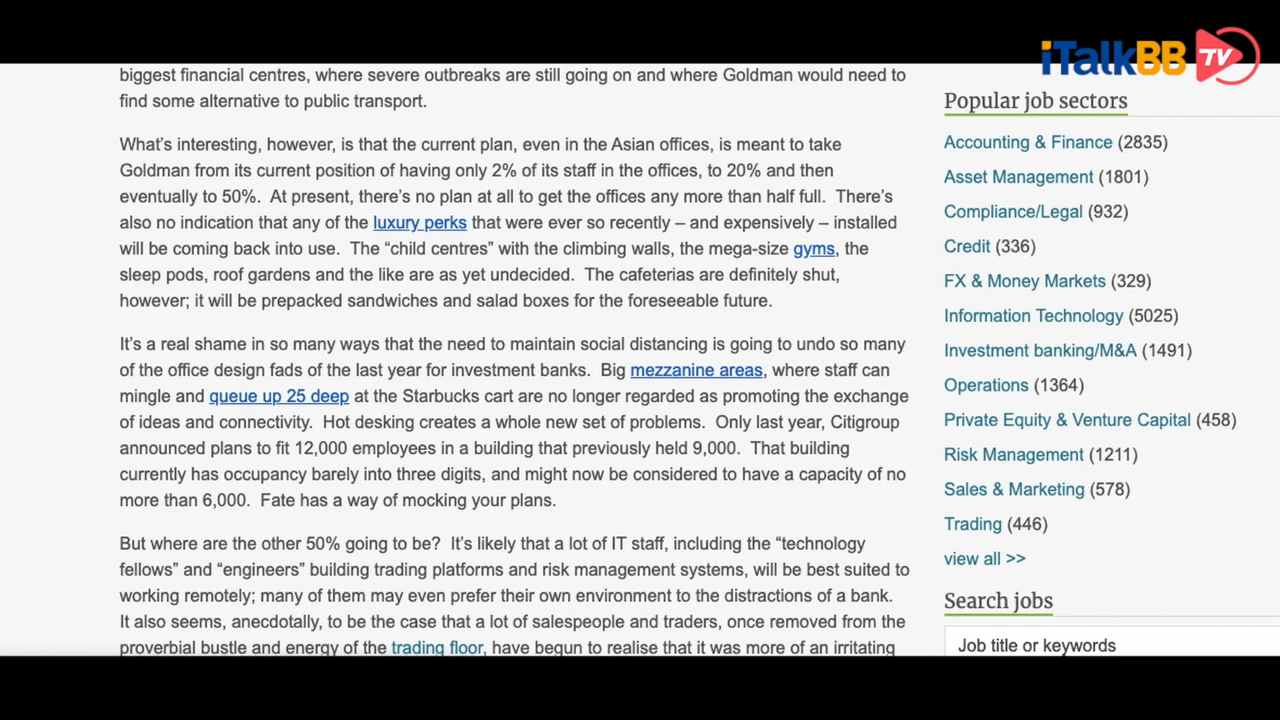 iTalkBB TV
biggest financial centres, where severe outbreaks are still going on and where Goldman would need to
find some alternative to public transport.
What's interesting, however, is that the current plan, even in the Asian offices, is meant to take
Goldman from its current position of having only 2% of its staff in the offices, to 20% and then
eventually to 50%.  At present, there's no plan at all to get the offices any more than half full.  There's
also no indication that any of the luxury perks that were ever so recently – and expensively – installed
will be coming back into use.  The “child centres” with the climbing walls, the mega-size gyms, the
sleep pods, roof gardens and the like are as yet undecided.  The cafeterias are definitely shut,
however; it will be prepacked sandwiches and salad boxes for the foreseeable future.
It's a real shame in so many ways that the need to maintain social distancing is going to undo so many
of the office design fads of the last year for investment banks.  Big mezzanine areas, where staff can
mingle and queue up 25 deep at the Starbucks cart are no longer regarded as promoting the exchange
of ideas and connectivity.  Hot desking creates a whole new set of problems.  Only last year, Citigroup
announced plans to fit 12,000 employees in a building that previously held 9,000.  That building
currently has occupancy barely into three digits, and might now be considered to have a capacity of no
more than 6,000.  Fate has a way of mocking your plans.
But where are the other 50% going to be?  It's likely that a lot of IT staff, including the “technology
fellows” and “engineers” building trading platforms and risk management systems, will be best suited to
working remotely; many of them may even prefer their own environment to the distractions of a bank.
It also seems, anecdotally, to be the case that a lot of salespeople and traders, once removed from the
proverbial bustle and energy of the trading floor, have begun to realise that it was more of an irritating
Popular job sectors
Accounting & Finance (2835)
Asset Management (1801)
Compliance/Legal (932)
Credit (336)
FX & Money Markets (329)
Information Technology (5025)
Investment banking/M&A (1491)
Operations (1364)
Private Equity & Venture Capital (458)
Risk Management (1211)
Sales & Marketing (578)
Trading (446)
view all >>
Search jobs
Job title or keywords